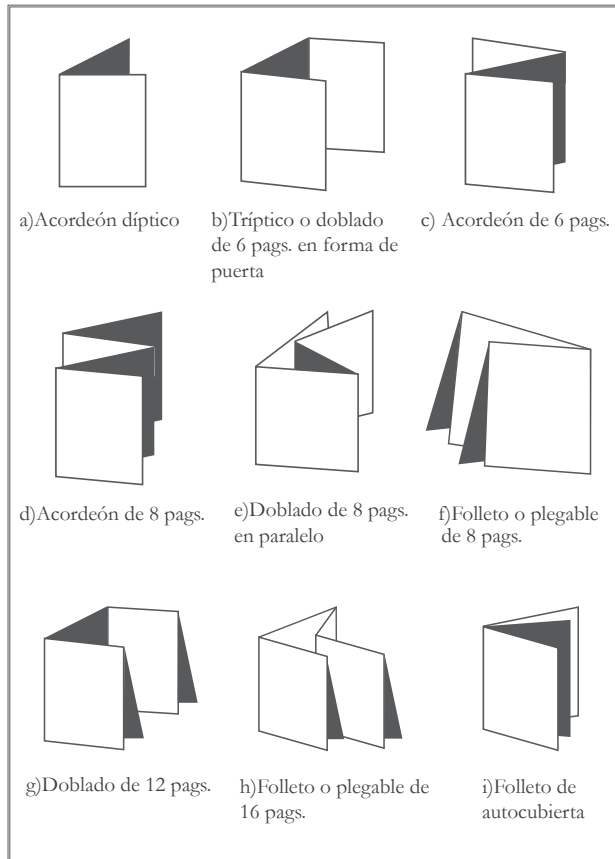 a)Acordeón díptico
b)Tríptico o doblado
de 6 pags. en forma de
puerta
c) Acordeón de 6 pags.
d)Acordeón de 8 pags.
e)Doblado de 8 pags.
en paralelo
f)Folleto o plegable
de 8 pags.
g)Doblado de 12 pags.
h)Folleto o plegable de
16 pags.
i)Folleto de
autocubierta